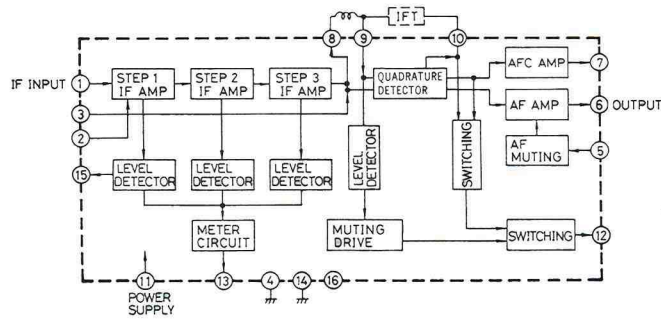 IFT
8
9
10
IF INPUT
1
STEP 1
IF AMP
STEP 2
IF AMP
STEP 3
IF AMP
QUADRATURE
DETECTOR
AFC AMP
7
3
AF AMP
6
OUTPUT
2
AF
MUTING
5
15
LEVEL
DETECTOR
LEVEL
DETECTOR
LEVEL
DETECTOR
LEVEL
DETECTOR
SWITCHING
METER
CIRCUIT
MUTING
DRIVE
SWITCHING
12
11
13
4
14
16
POWER
SUPPLY